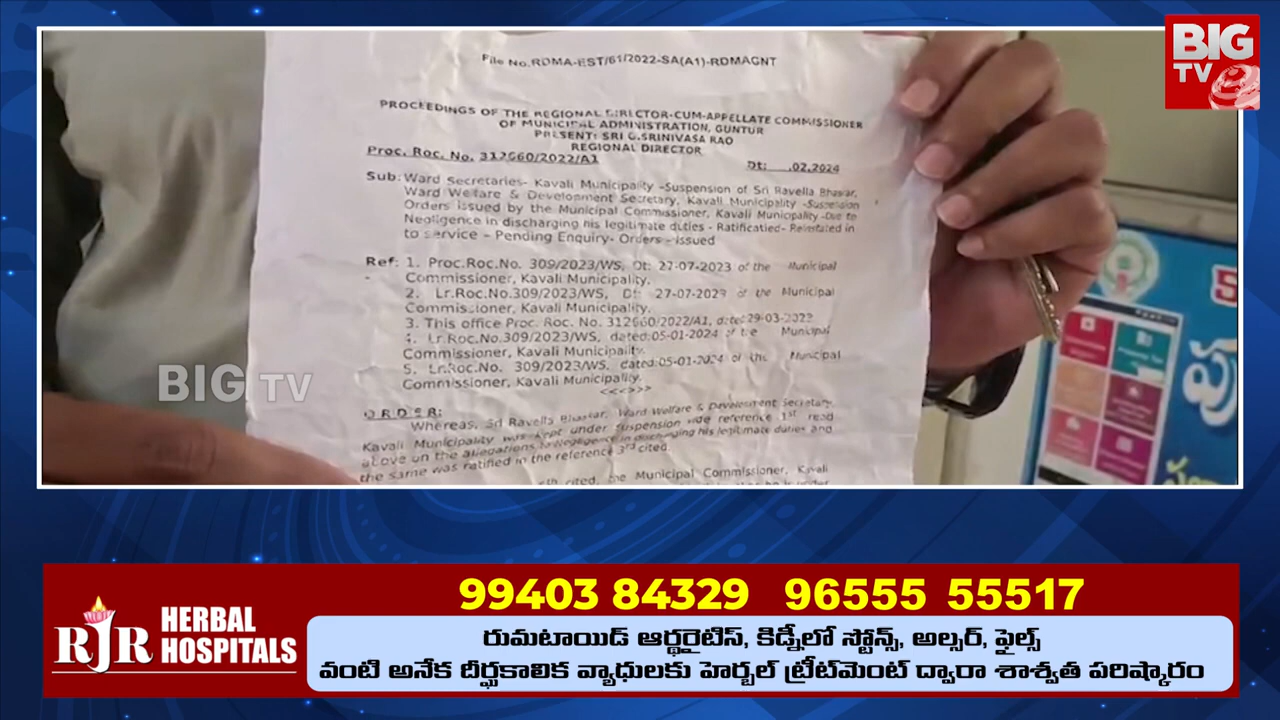 BIG
TV
File No.RDMA-EST/61/2022-SA(A1)-RDMAGNT
PROCEEDINGS OF THE REGIONAL DIRECTOR-CUM-APPELLATE COMMISSIONER
OF MUNICIPAL ADMINISTRATION, GUNTUR
PRESENT: SRI G.SRINIVASA RAO
REGIONAL DIRECTOR
Proc. Roc. No. 312660/2022/A1 Dt: .02.2024
Sub: Ward Secretaries- Kavali Municipality -Suspension of Sri Ravella Bhaskar,
Ward Welfare & Development Secretary, Kavali Municipality -Suspension
Orders issued by the Municipal Commissioner, Kavali Municipality -Due to
Negligence in discharging his legitimate duties - Ratificatied- Reinstated in
to service - Pending Enquiry- Orders - Issued
Ref: 1. Proc.Roc.No. 309/2023/WS, Dt: 27-07-2023 of the Municipal
Commissioner, Kavali Municipality.
2. Lr.Roc.No.309/2023/WS, Dt: 27-07-2023 of the Municipal
Commissioner, Kavali Municipality.
3. This office Proc. Roc. No. 312660/2022/A1, date: 29-03-2022
4. Lr.Roc.No.309/2023/WS, dated:05-01-2024 of the Municipal
Commissioner, Kavali Municipality.
5. Lr.Roc.No. 309/2023/WS, dated:05-01-2024 of the Municipal
Commissioner, Kavali Municipality.
<<<>>>
O R D E R:
Whereas, Sri Ravella Bhaskar, Ward Welfare & Development Secretary,
Kavali Municipality was kept under suspension vide reference 1st read
above on the allegations to negligence in discharging his legitimate duties and
the same was ratified in the reference 3rd cited.
cited, the Municipal Commissioner, Kavali
BIG TV
99403 84329 96555 55517
RJR HERBAL
HOSPITALS
రుమటాయిడ్ ఆర్థరైటిస్, కిడ్నీలో స్టోన్స్, అల్సర్, ఫైల్స్
వంటి అనేక దీర్ఘకాలిక వ్యాధులకు హెర్బల్ ట్రీట్‌మెంట్ ద్వారా శాశ్వత పరిష్కారం